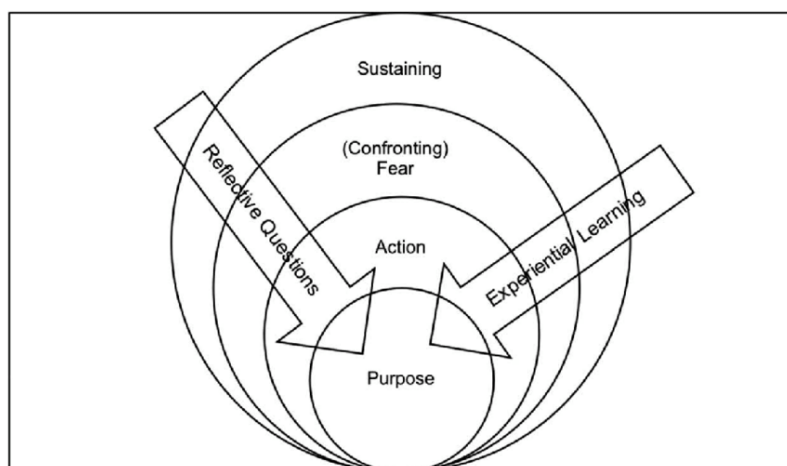 Sustaining
(Confronting)
Fear
Reflective Questions
Experiential Learning
Action
Purpose